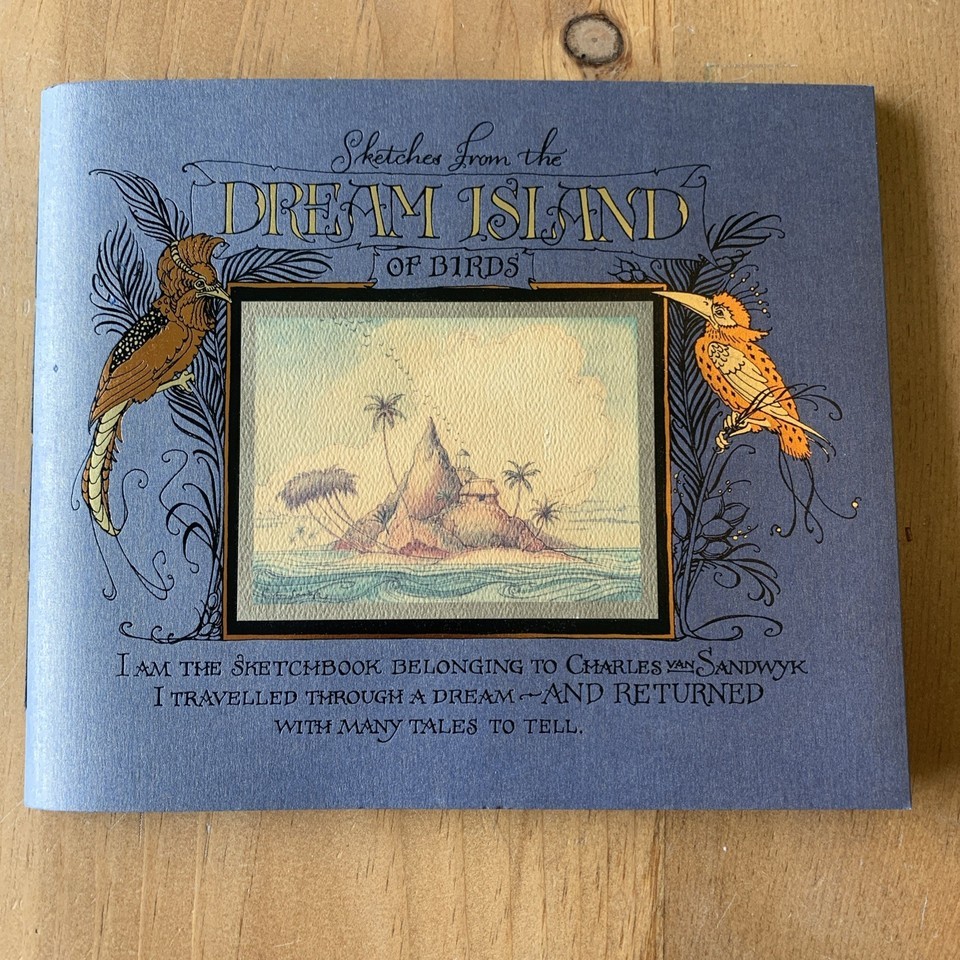 Sketches from the
DREAM ISLAND
OF BIRDS
I AM THE SKETCHBOOK BELONGING TO CHARLES VAN SANDWYK
I TRAVELLED THROUGH A DREAM — AND RETURNED
WITH MANY TALES TO TELL.